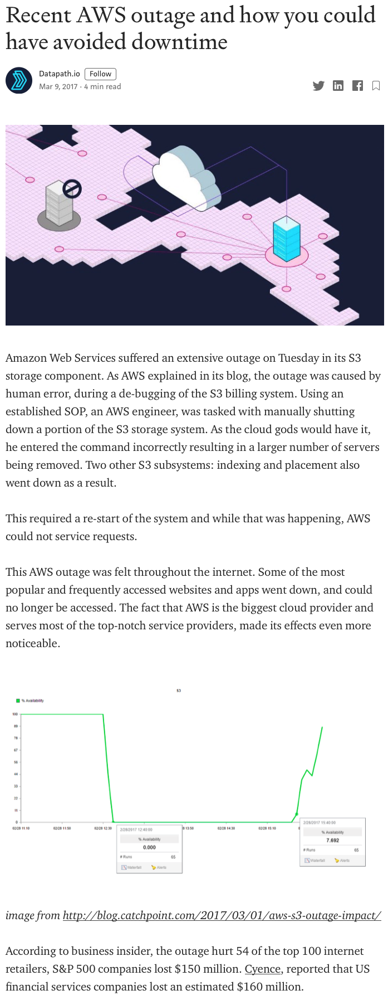 Recent AWS outage and how you could
have avoided downtime
Datapath.io Follow
Mar 9, 2017 · 4 min read
Amazon Web Services suffered an extensive outage on Tuesday in its S3
storage component. As AWS explained in its blog, the outage was caused by
human error, during a de-bugging of the S3 billing system. Using an
established SOP, an AWS engineer, was tasked with manually shutting
down a portion of the S3 storage system. As the cloud gods would have it,
he entered the command incorrectly resulting in a larger number of servers
being removed. Two other S3 subsystems: indexing and placement also
went down as a result.
This required a re-start of the system and while that was happening, AWS
could not service requests.
This AWS outage was felt throughout the internet. Some of the most
popular and frequently accessed websites and apps went down, and could
no longer be accessed. The fact that AWS is the biggest cloud provider and
serves most of the top-notch service providers, made its effects even more
noticeable.
S3
% Availability
100
89
78
67
56
44
33
22
11
0
02/28 11:10 02/28 11:50 02/28 12:30 8 13:50 02/28 14:30 02/28 15:10
2/28/2017 12:40:00
% Availability
0.000
# Runs 65
Waterfall Alerts
2/28/2017 15:40:00
% Availability
7.692
# Runs 65
Waterfall Alerts
image from http://blog.catchpoint.com/2017/03/01/aws-s3-outage-impact/
According to business insider, the outage hurt 54 of the top 100 internet
retailers, S&P 500 companies lost $150 million. Cyence, reported that US
financial services companies lost an estimated $160 million.